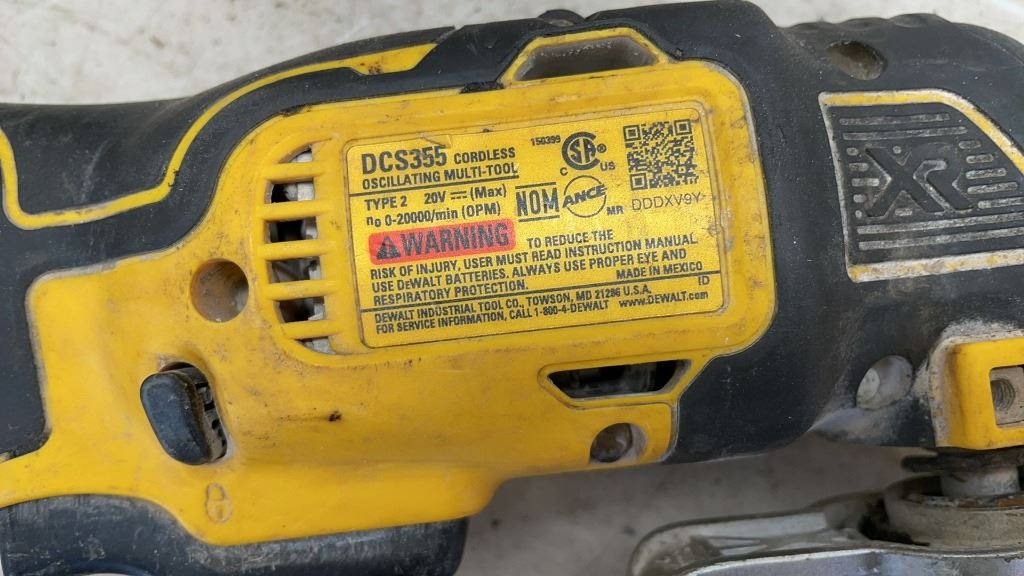 DCS355 CORDLESS
OSCILLATING MULTI-TOOL
TYPE 2 20V (Max)
n₀ 0-20000/min (OPM)
150399
CSA®
C US
NOM ANCE MR
DDDXV9Y
WARNING TO REDUCE THE
RISK OF INJURY, USER MUST READ INSTRUCTION MANUAL
USE DeWALT BATTERIES. ALWAYS USE PROPER EYE AND
RESPIRATORY PROTECTION.
MADE IN MEXICO
ID
DEWALT INDUSTRIAL TOOL CO., TOWSON, MD 21286 U.S.A.
FOR SERVICE INFORMATION, CALL 1-800-4-DEWALT www.DEWALT.com
XR